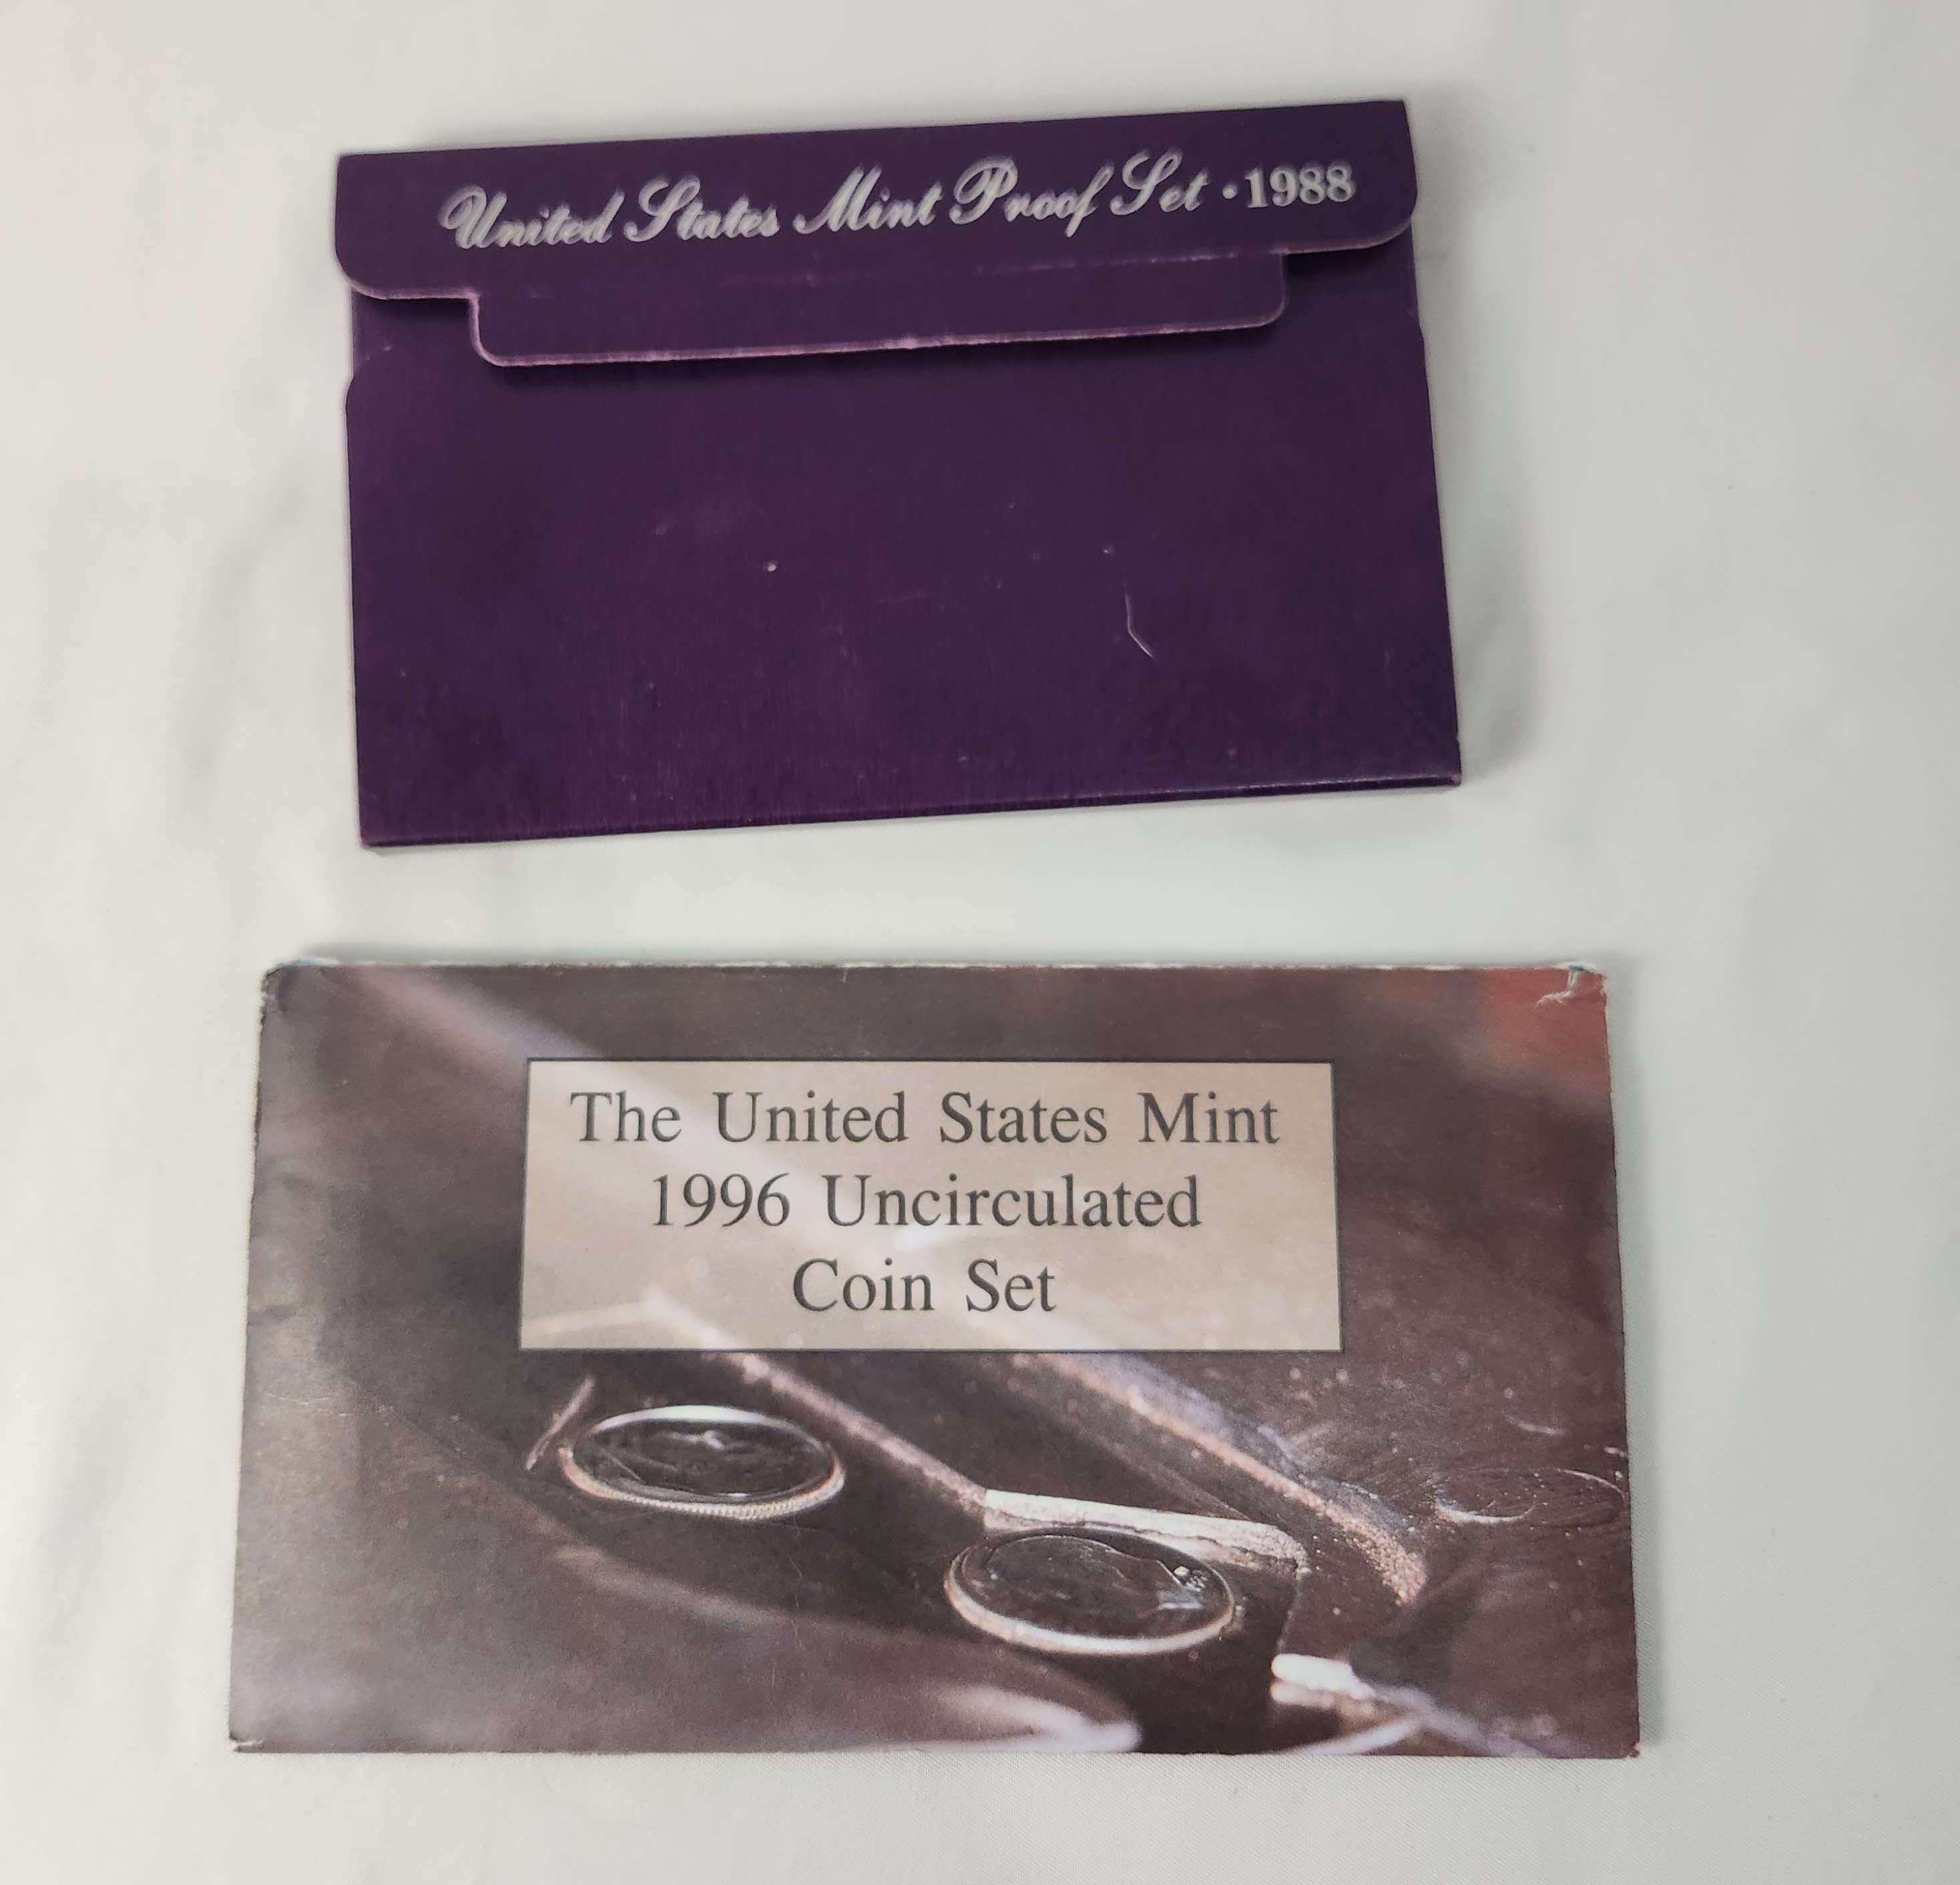 United States Mint Proof Set · 1988
The United States Mint
1996 Uncirculated
Coin Set